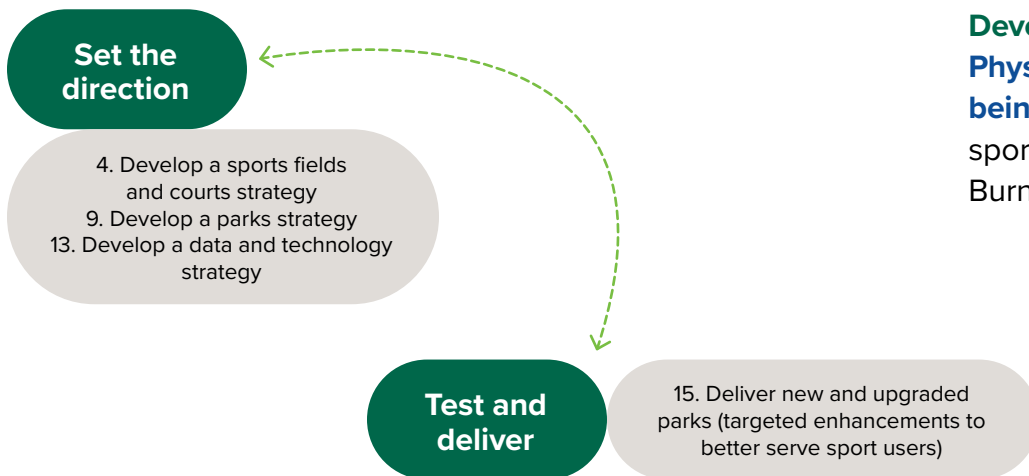 Set the
direction
4. Develop a sports fields
and courts strategy
9. Develop a parks strategy
13. Develop a data and technology
strategy
Test and
deliver
15. Deliver new and upgraded
parks (targeted enhancements to
better serve sport users)